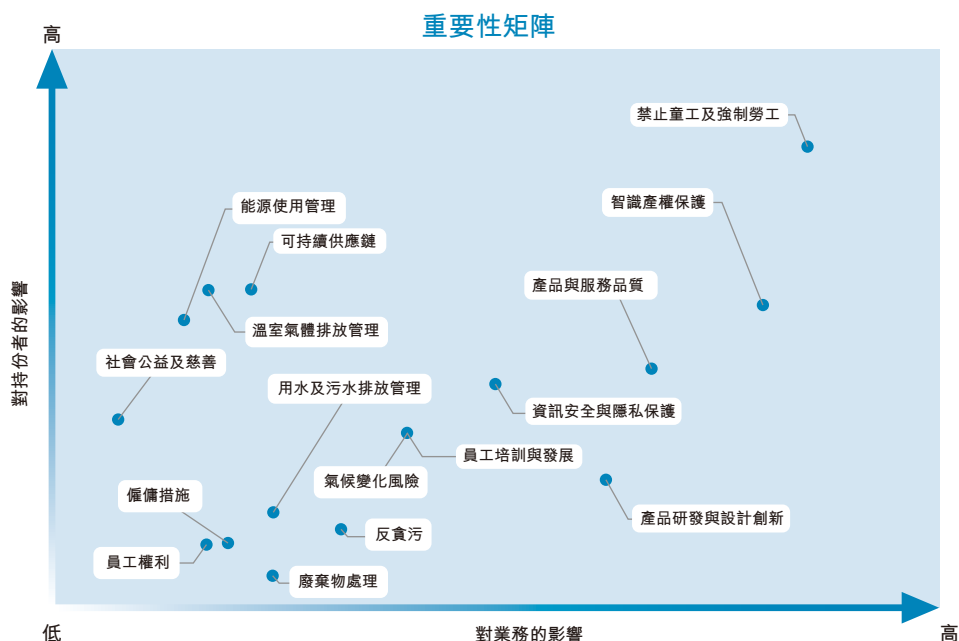 重要性矩陣
高
禁止童工及強制勞工
能源使用管理
智識產權保護
可持續供應鏈
產品與服務品質
溫室氣體排放管理
對持份者的影響
社會公益及慈善
用水及污水排放管理
資訊安全與隱私保護
員工培訓與發展
氣候變化風險
僱傭措施
產品研發與設計創新
反貪污
員工權利
廢棄物處理
低
對業務的影響
高